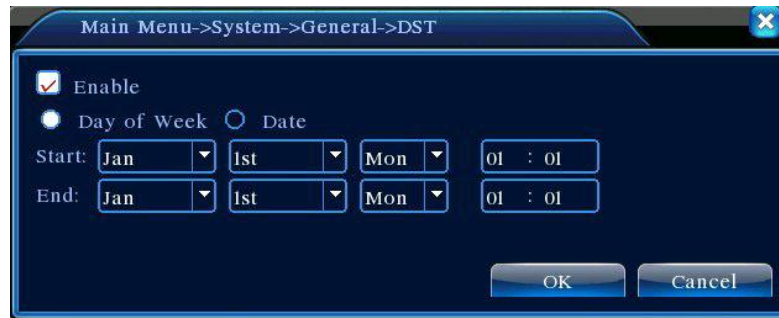 Main Menu->System->General->DST
Enable
Day of Week Date
Start: Jan 1st Mon 01 : 01
End: Jan 1st Mon 01 : 01
OK Cancel